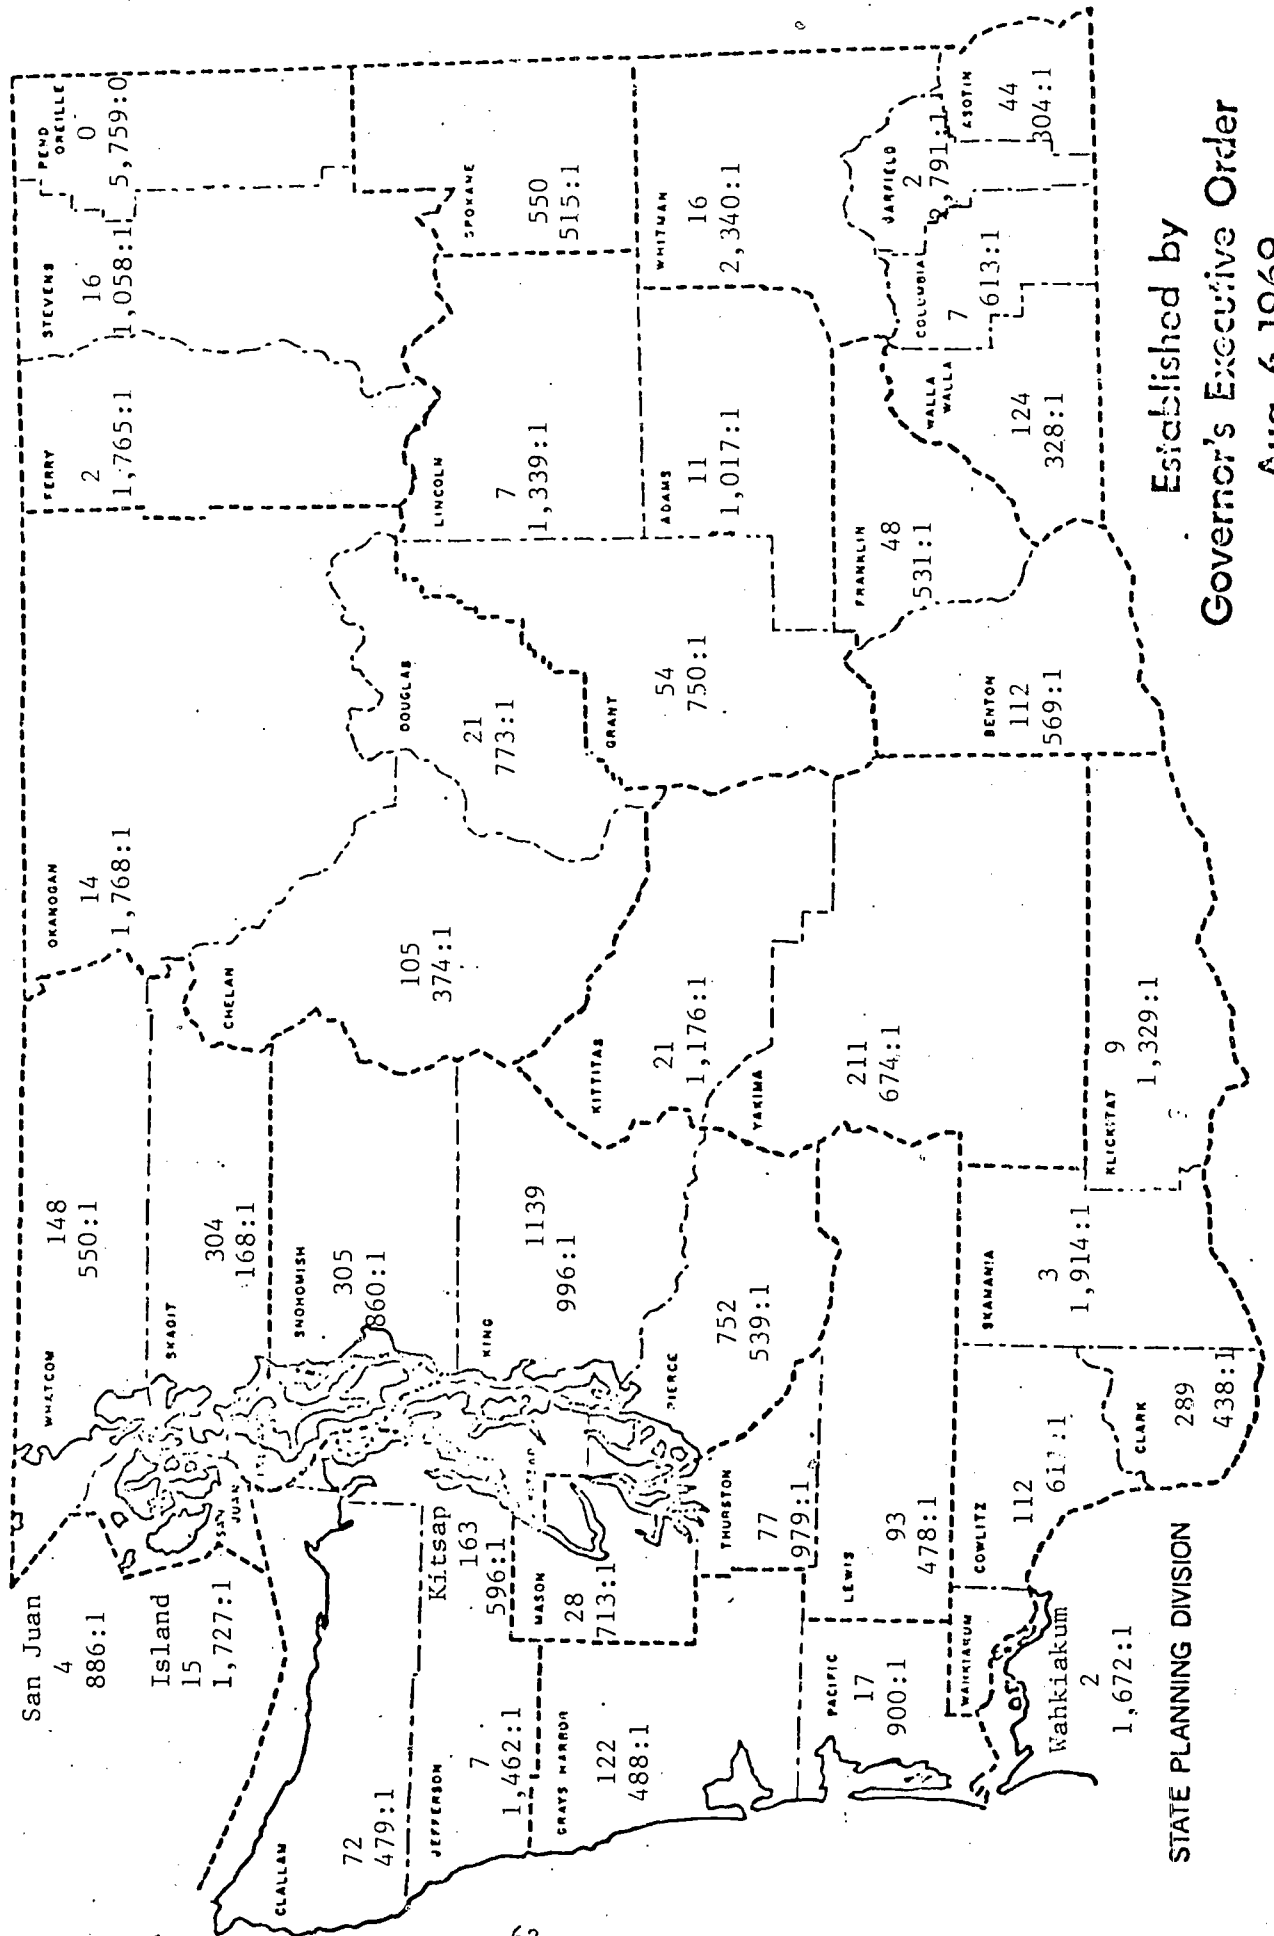 San Juan
4
886:1
Island
15
1,727:1
WHATCOM
148
550:1
SKAGIT
304
168:1
SAN
JUAN
SNOHOMISH
305
860:1
KING
1139
996:1
PIERCE
752
539:1
CLALLAM
72
479:1
JEFFERSON
7
1,462:1
Kitsap
163
596:1
MASON
28
713:1
GRAYS HARBOR
122
488:1
THURSTON
77
979:1
PACIFIC
17
900:1
LEWIS
93
478:1
WAHKIAKUM
Wahkiakum
2
1,672:1
COWLITZ
112
CLARK
289
438:1
SKAMANIA
3
1,914:1
KLICKITAT
9
1,329:1
OKANOGAN
14
1,768:1
CHELAN
105
374:1
KITTITAS
21
1,176:1
YAKIMA
211
674:1
DOUGLAS
21
773:1
GRANT
54
750:1
BENTON
112
569:1
FERRY
2
1,765:1
STEVENS
16
1,058:1
PEND
OREILLE
0
5,759:0
LINCOLN
7
1,339:1
SPOKANE
550
515:1
ADAMS
11
1,017:1
WHITMAN
16
2,340:1
FRANKLIN
48
531:1
WALLA
WALLA
124
328:1
COLUMBIA
7
613:1
GARFIELD
2
2,791:1
ASOTIN
44
304:1
STATE PLANNING DIVISION
Established by
Governor's Executive Order
Aug. 6, 1969